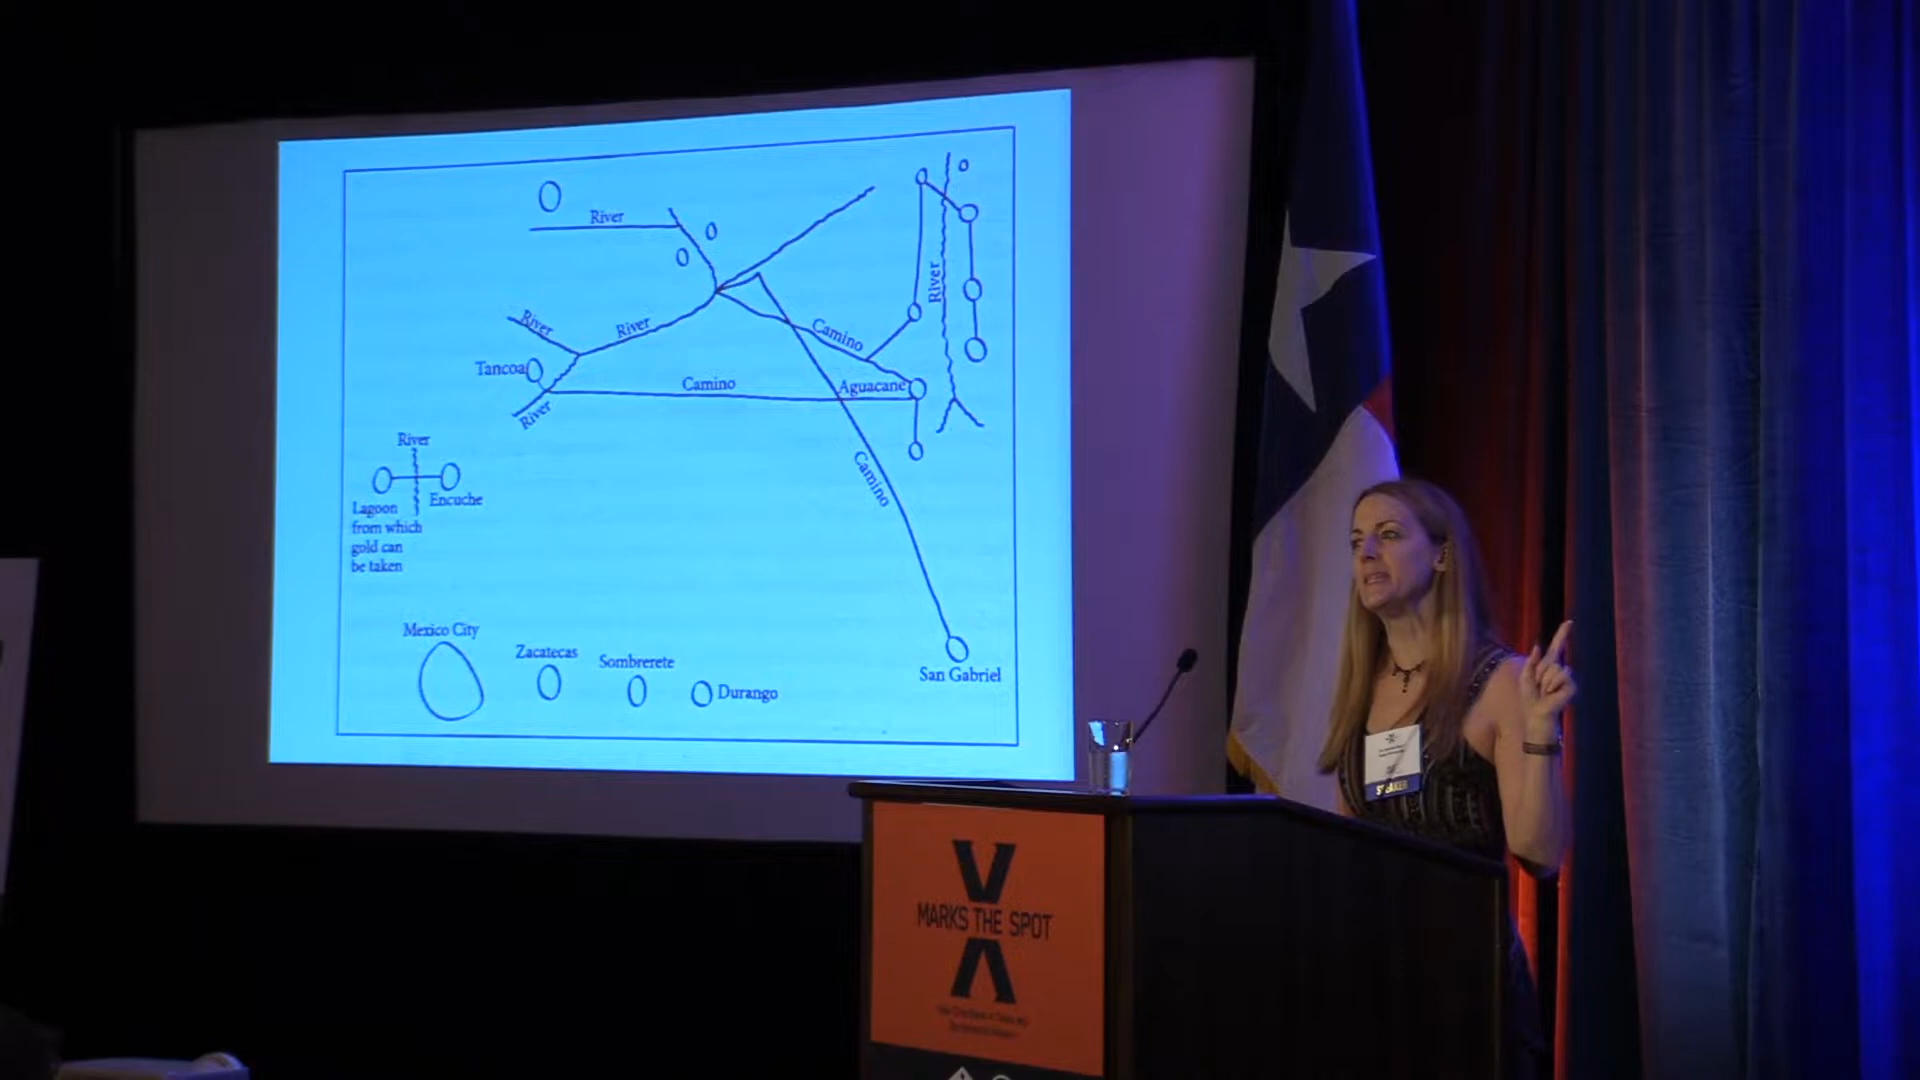 River
River
River
River
Tancoa
River
Camino
Camino
Aguacane
Camino
River
Encuche
Lagoon
from which
gold can
be taken
Mexico City
Zacatecas
Sombrerete
Durango
San Gabriel
MARKS THE SPOT
SPEAKER